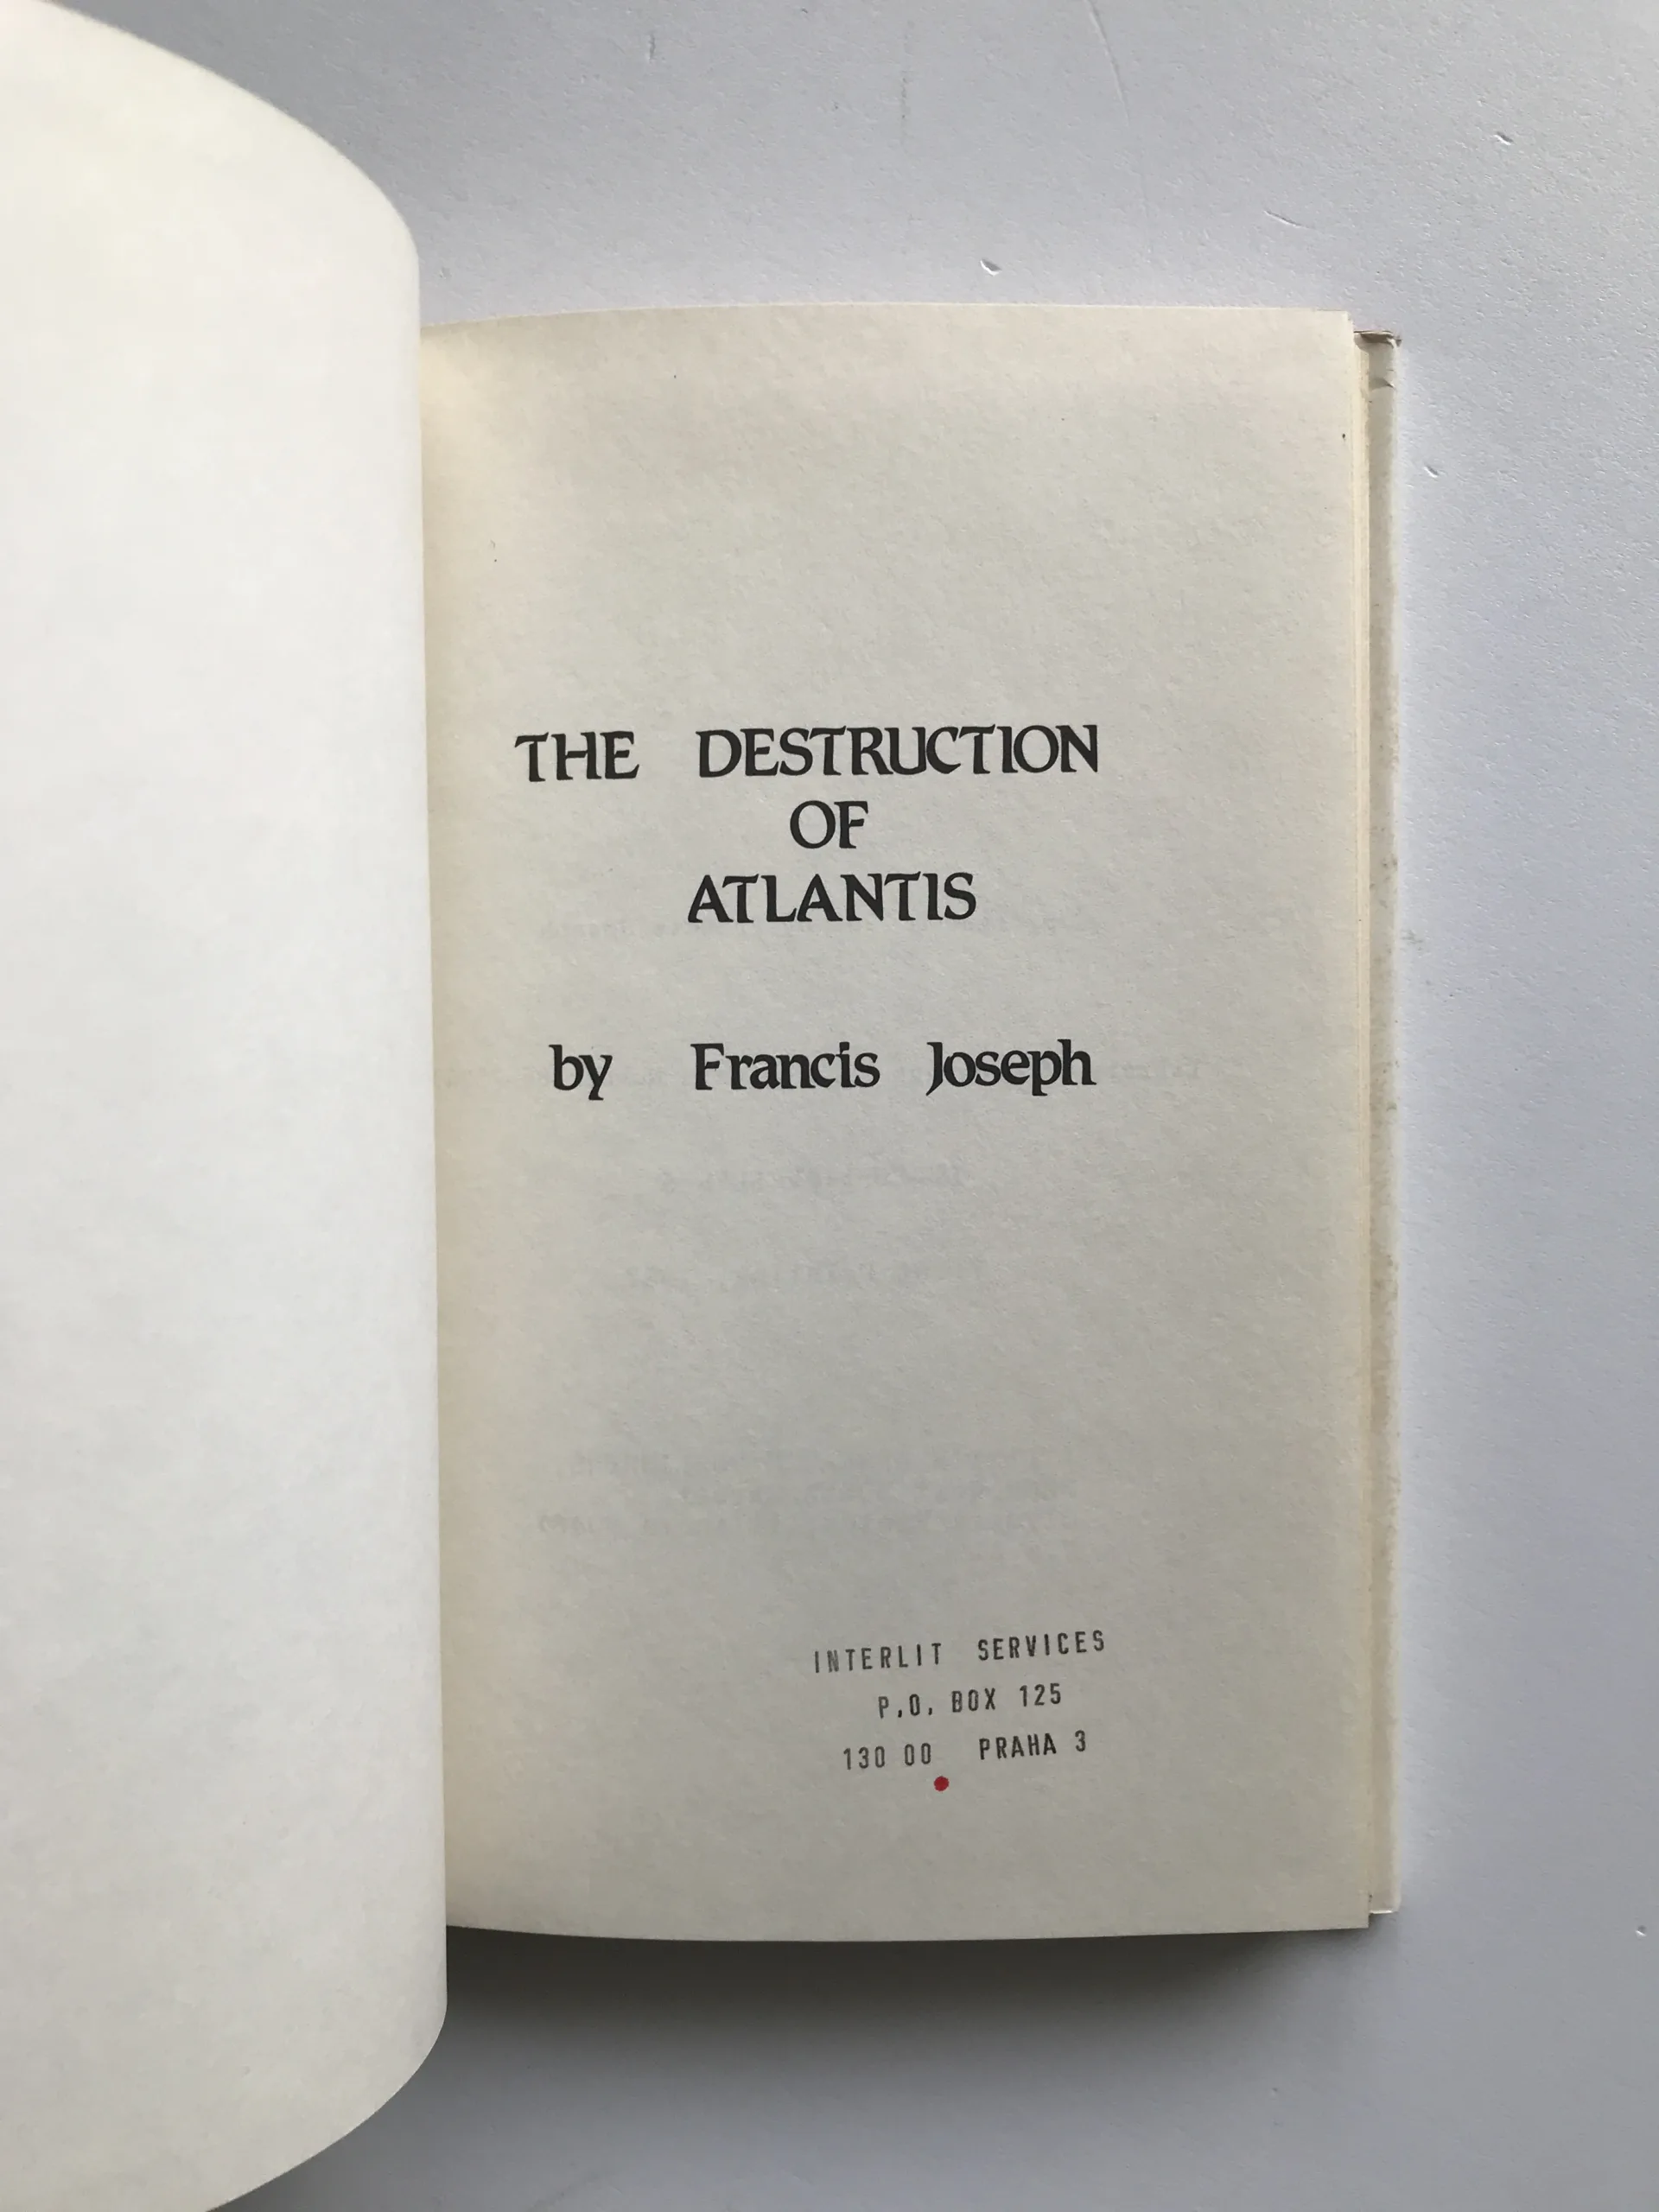 THE DESTRUCTION
OF
ATLANTIS
by Francis Joseph
INTERLIT SERVICES
P.O. BOX 125
130 00 PRAHA 3